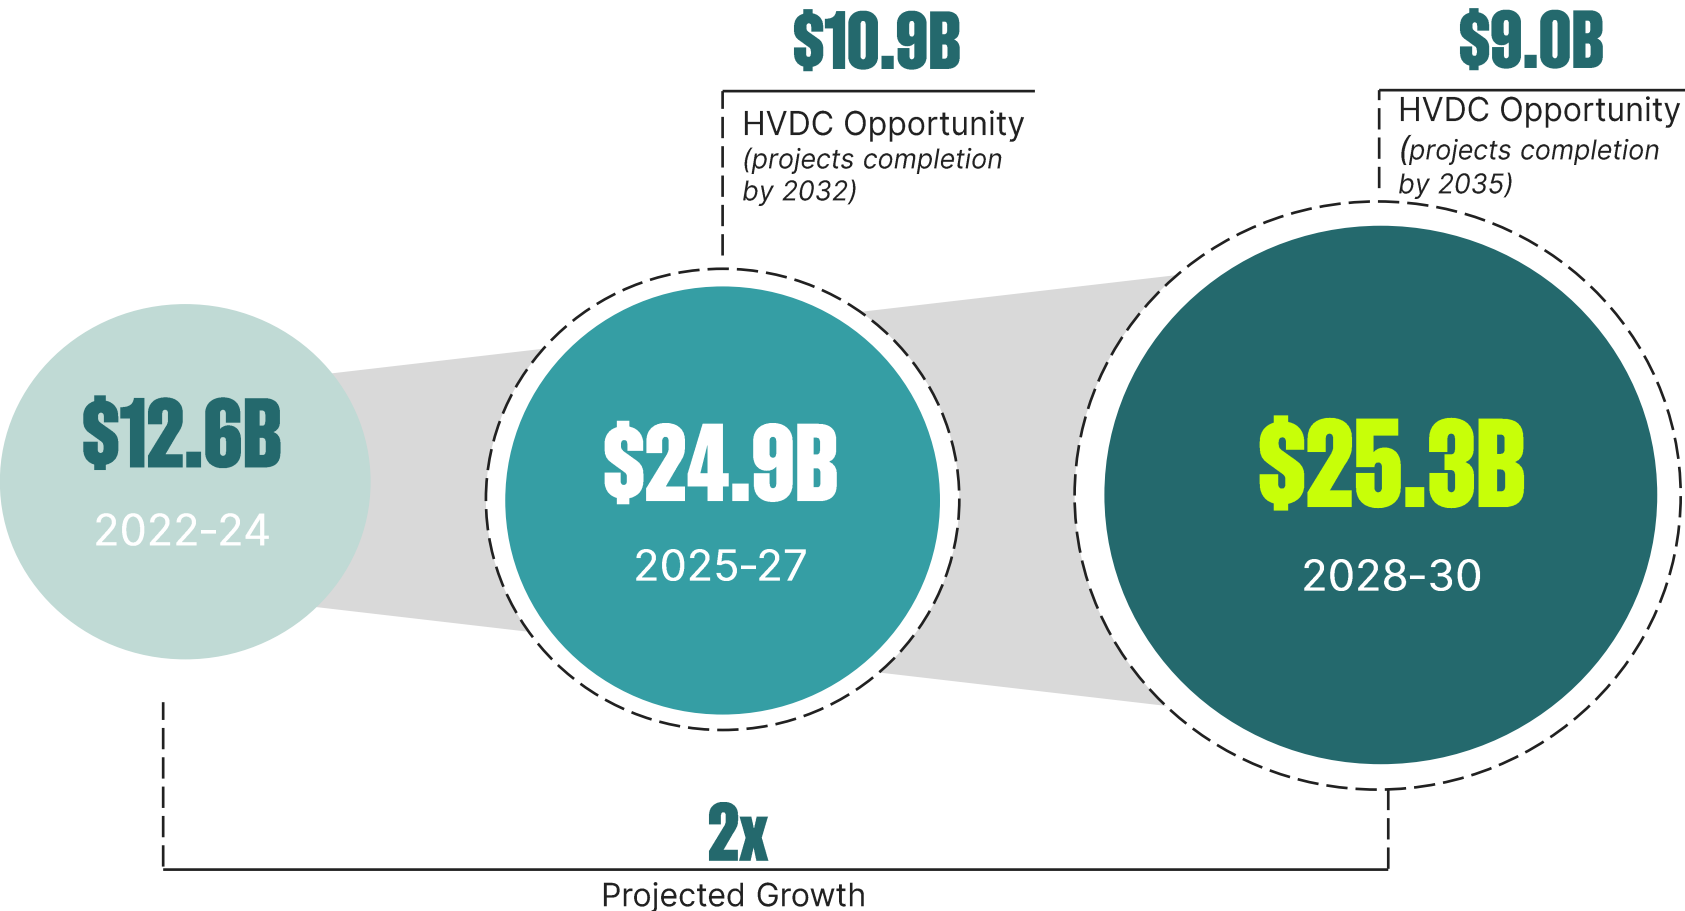 $10.9B
HVDC Opportunity
(projects completion
by 2032)
$9.0B
HVDC Opportunity
(projects completion
by 2035)
$12.6B
2022-24
$24.9B
2025-27
$25.3B
2028-30
2x
Projected Growth